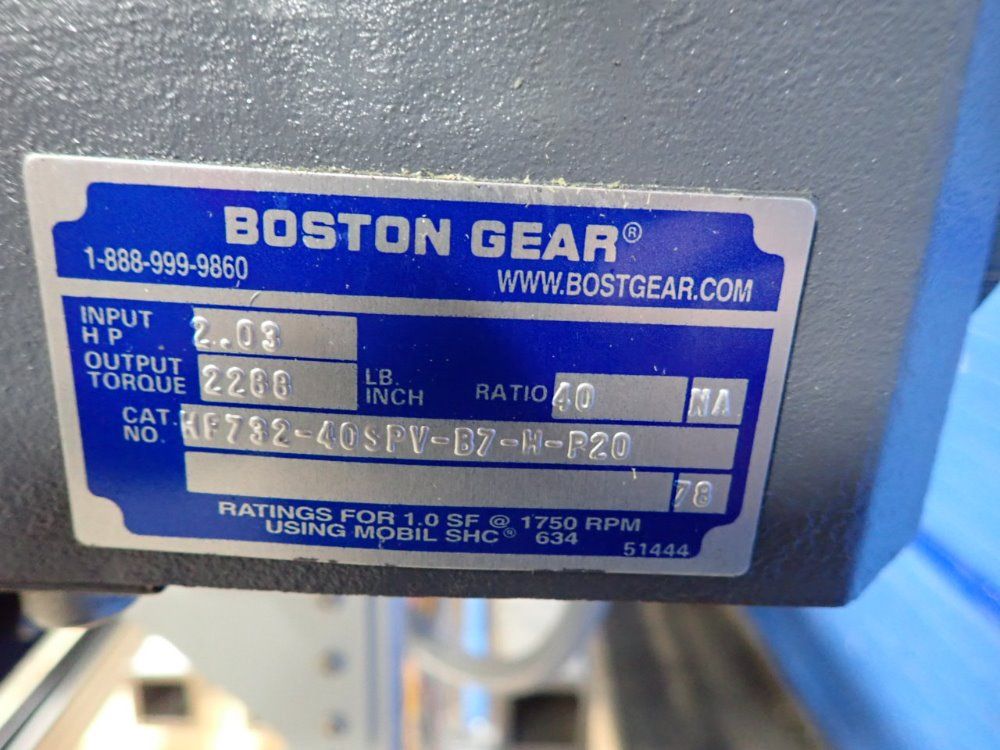 BOSTON GEAR®
1-888-999-9860
WWW.BOSTGEAR.COM
INPUT HP 2.03
OUTPUT TORQUE 2268 LB. INCH RATIO 40 NA
CAT. NO. HF732-40SPV-B7-H-P20
78
RATINGS FOR 1.0 SF @ 1750 RPM
USING MOBIL SHC® 634
51444